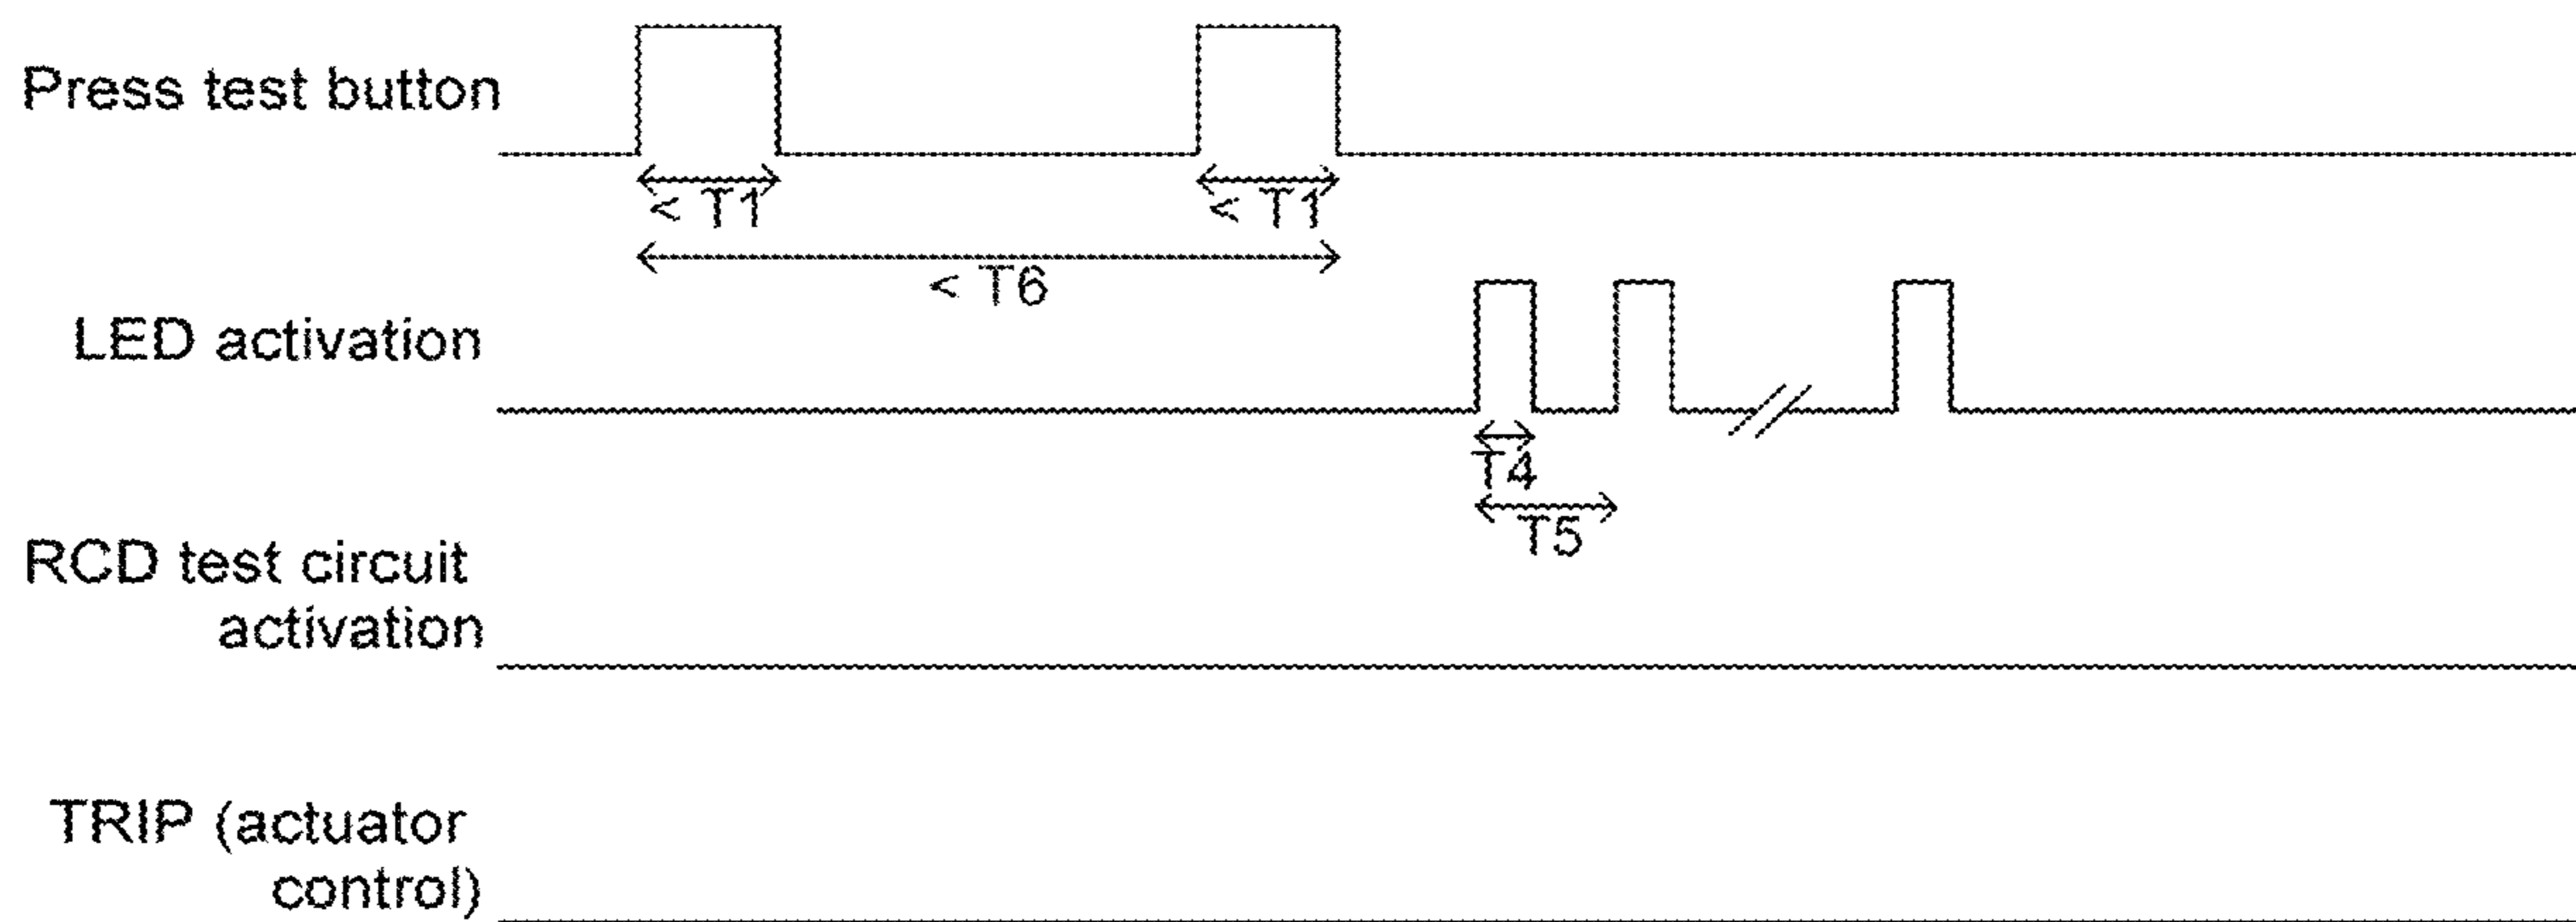 Press test button
< T1
< T1
< T6
LED activation
T4
T5
RCD test circuit
activation
TRIP (actuator
control)